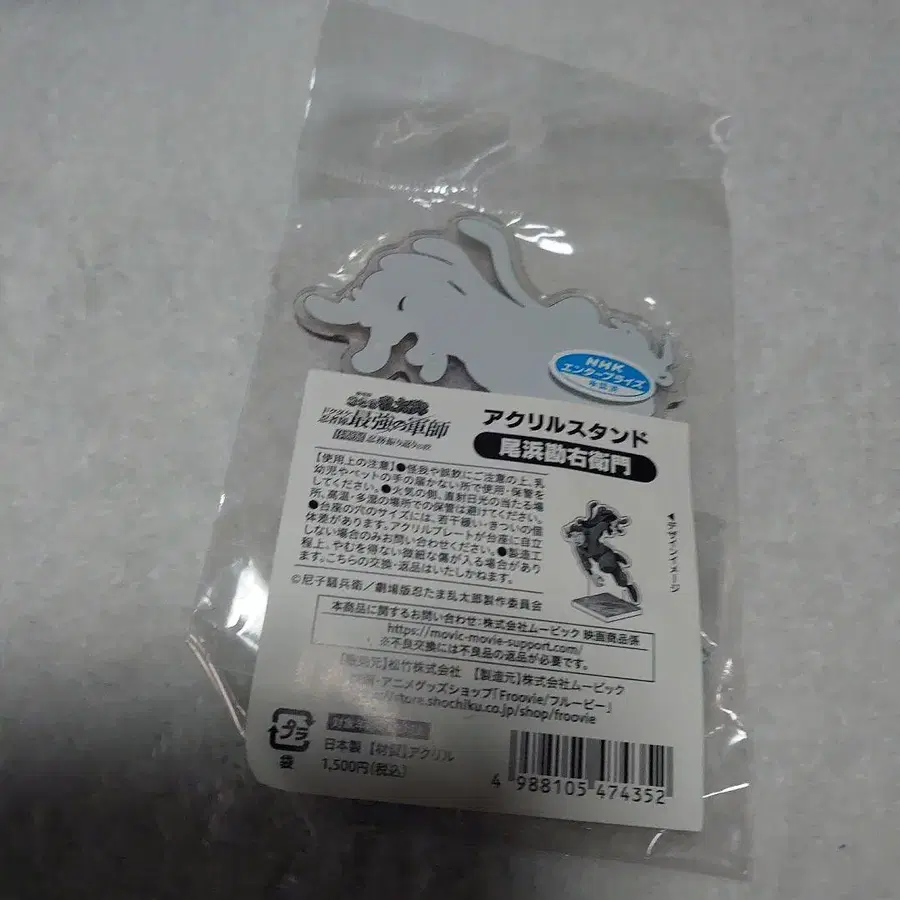 NHK
エンタープライズ
忍たま乱太郎
ドクタケ忍者隊 最強の軍師
アクリルスタンド
尾浜勘右衛門
【使用上の注意】●怪我や誤飲にご注意の上、乳
幼児やペットの手の届かない所で使用・保管を
してください。●火気の側、直射日光の当たる場
所、高温・多湿の場所での保管は避けてください。
●台座の穴のサイズには、若干緩い・きついの個
体差があります。アクリルプレートが台座に自立
しない場合のみお問い合わせください。●製造工
程上、やむを得ない微細な傷が入る場合があり
ます。こちらの交換・返品はいたしかねます。
◀デザインイメージ
©尼子騒兵衛／劇場版忍たま乱太郎製作委員会
本商品に関するお問い合わせ:株式会社ムービック 映画商品係
https://movic-movie-support.com/
※不良交換には不良品の返品が必要です。
【販売元】松竹株式会社 【製造元】株式会社ムービック
・アニメグッズショップ「Froovie/フルービー」
store.shochiku.co.jp/shop/froovie
プラ
袋
日本製【材質】アクリル
1,500円(税込)
4 988105 474352